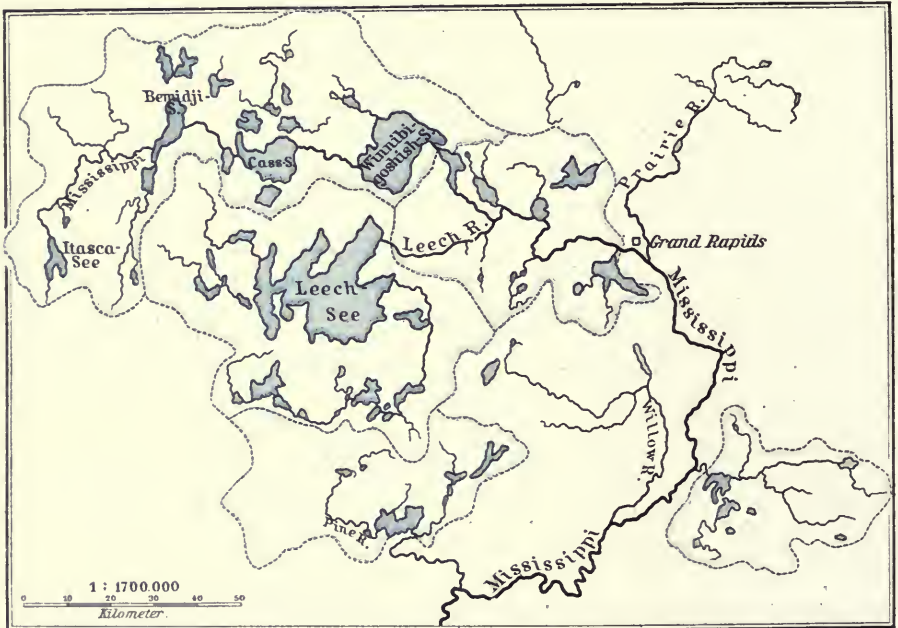 Bemidji-
S.
Mississippi
Itasca-
See
Cass-S.
Winnibi-
goshish-S.
Leech R.
Leech-
See
Prairie R.
Grand Rapids
Mississippi
Willow R.
Pine R.
Mississippi
1 : 1700.000
0 10 20 30 40 50
Kilometer.